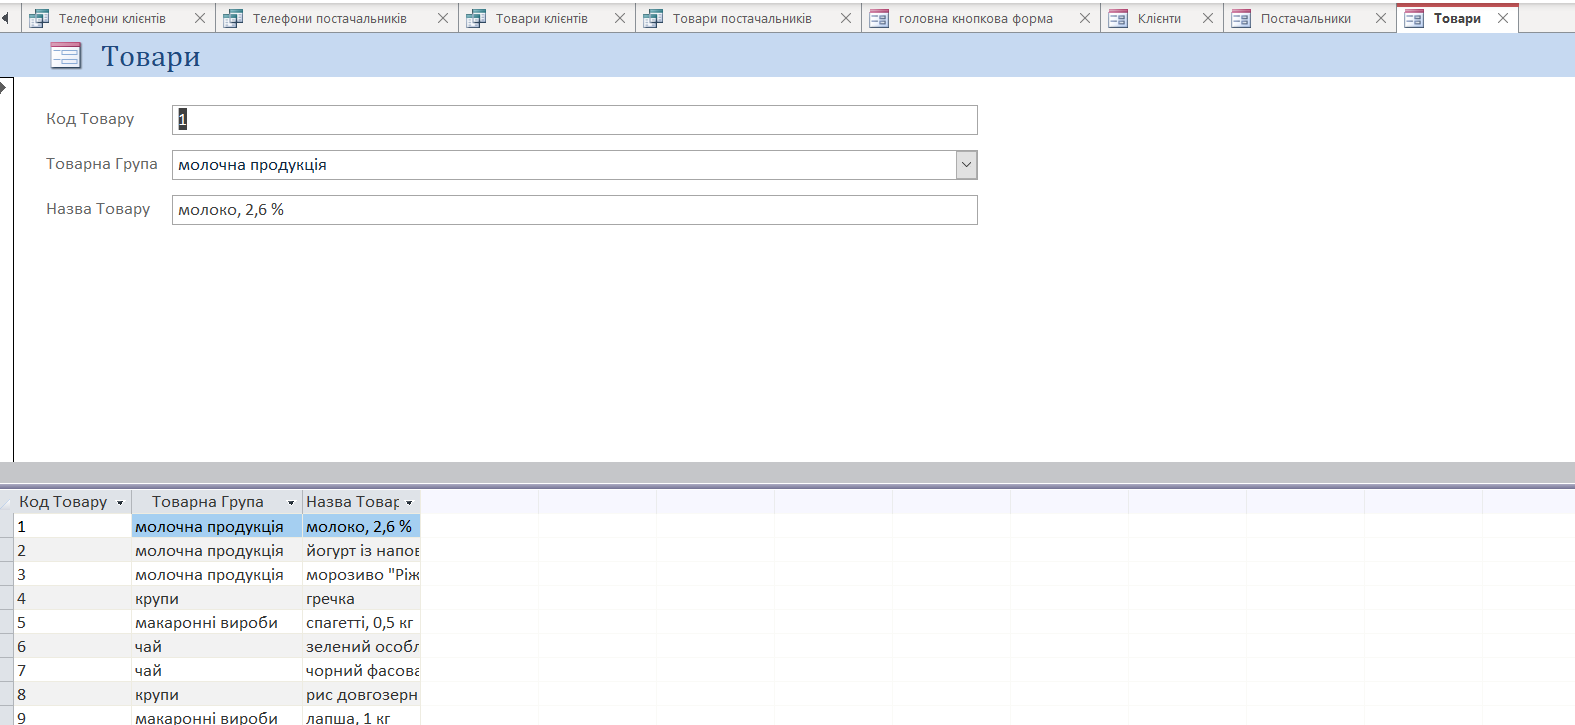 Телефони клієнтів Телефони постачальників Товари клієнтів Товари постачальників головна кнопкова форма Клієнти Постачальники Товари
Товари
Код Товару 1
Товарна Група молочна продукція
Назва Товару молоко, 2,6 %
Код Товару Товарна Група Назва Товар
1 молочна продукція молоко, 2,6 %
2 молочна продукція йогурт із напов
3 молочна продукція морозиво "Ріж
4 крупи гречка
5 макаронні вироби спагетті, 0,5 кг
6 чай зелений особл
7 чай чорний фасова
8 крупи рис довгозерн
9 макаронні вироби лапша, 1 кг